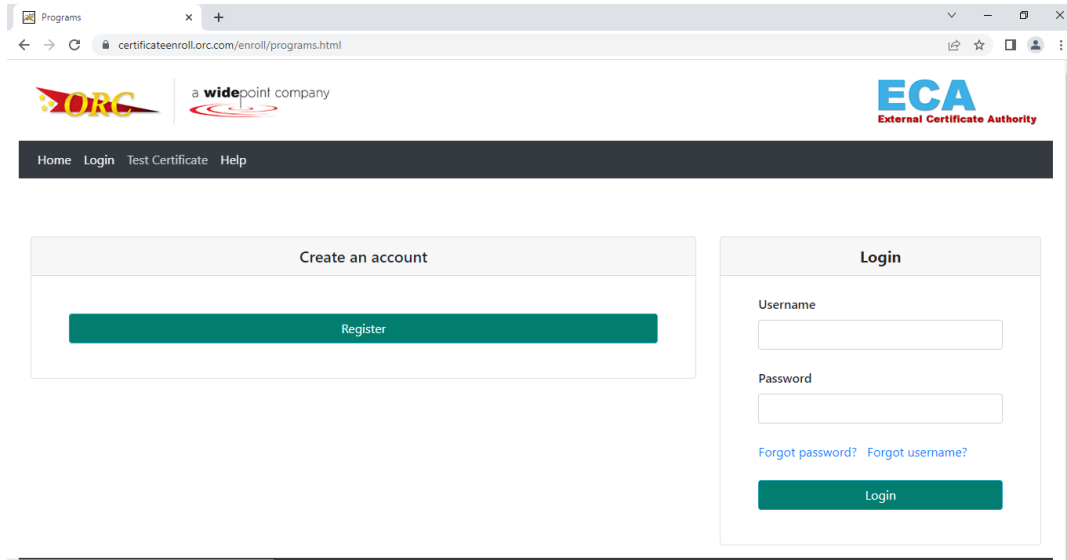 Programs
certificateenroll.orc.com/enroll/programs.html
ORC
a widepoint company
ECA
External Certificate Authority
Home Login Test Certificate Help
Create an account
Register
Login
Username
Password
Forgot password? Forgot username?
Login